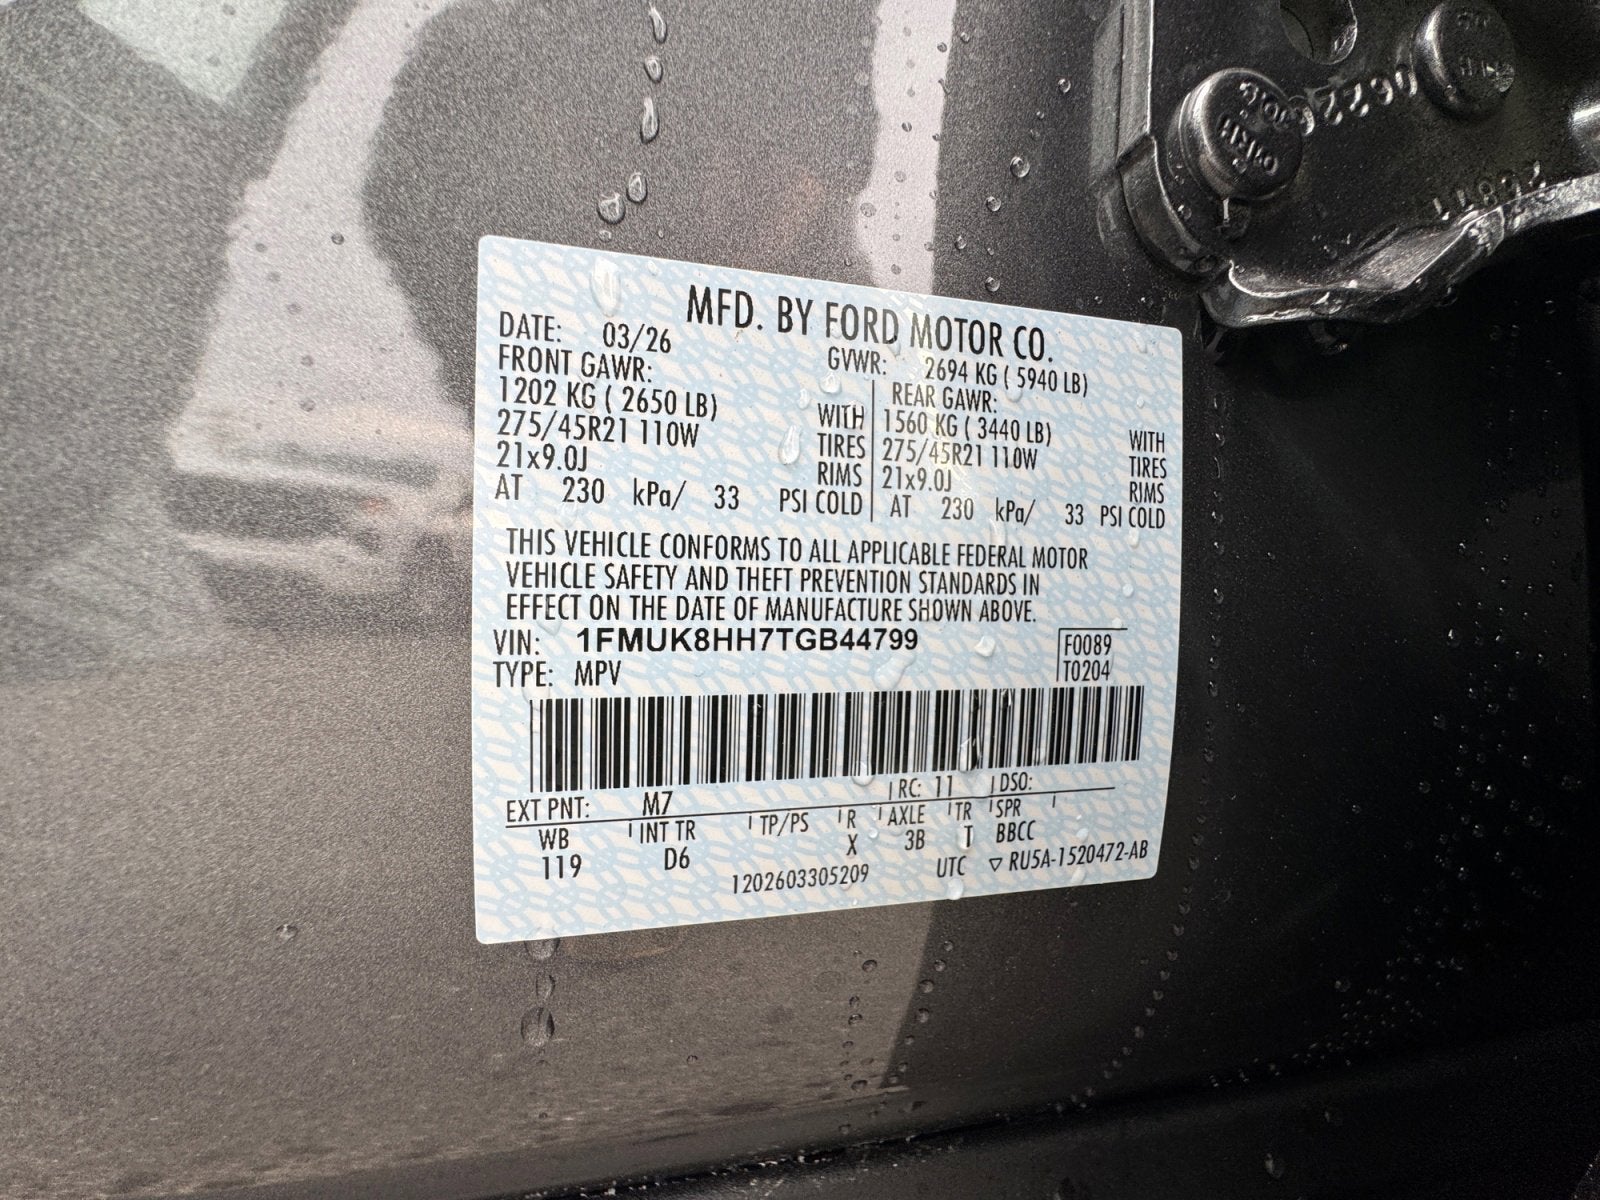 MFD. BY FORD MOTOR CO.
DATE: 03/26 GVWR: 2694 KG ( 5940 LB)
FRONT GAWR: REAR GAWR:
1202 KG ( 2650 LB) WITH 1560 KG ( 3440 LB) WITH
275/45R21 110W TIRES 275/45R21 110W TIRES
21x9.0J RIMS 21x9.0J RIMS
AT 230 kPa/ 33 PSI COLD AT 230 kPa/ 33 PSI COLD
THIS VEHICLE CONFORMS TO ALL APPLICABLE FEDERAL MOTOR
VEHICLE SAFETY AND THEFT PREVENTION STANDARDS IN
EFFECT ON THE DATE OF MANUFACTURE SHOWN ABOVE.
VIN: 1FMUK8HH7TGB44799 F0089
TYPE: MPV T0204
EXT PNT: M7 RC: 11 DSO:
WB INT TR TP/PS R AXLE TR SPR
119 D6 X 3B T BBCC
1202603305209 UTC ▽ RU5A-1520472-AB